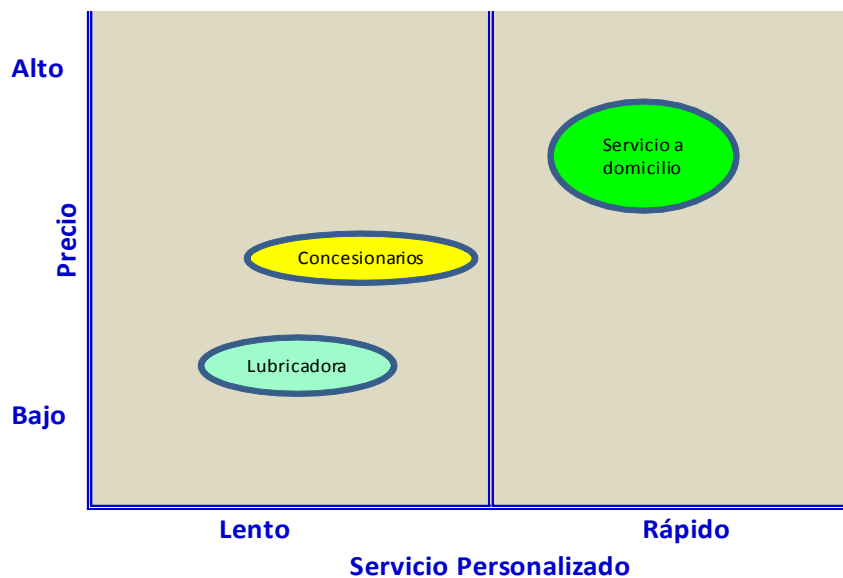 Alto
Servicio a
domicilio
Precio
Concesionarios
Lubricadora
Bajo
Lento
Rápido
Servicio Personalizado